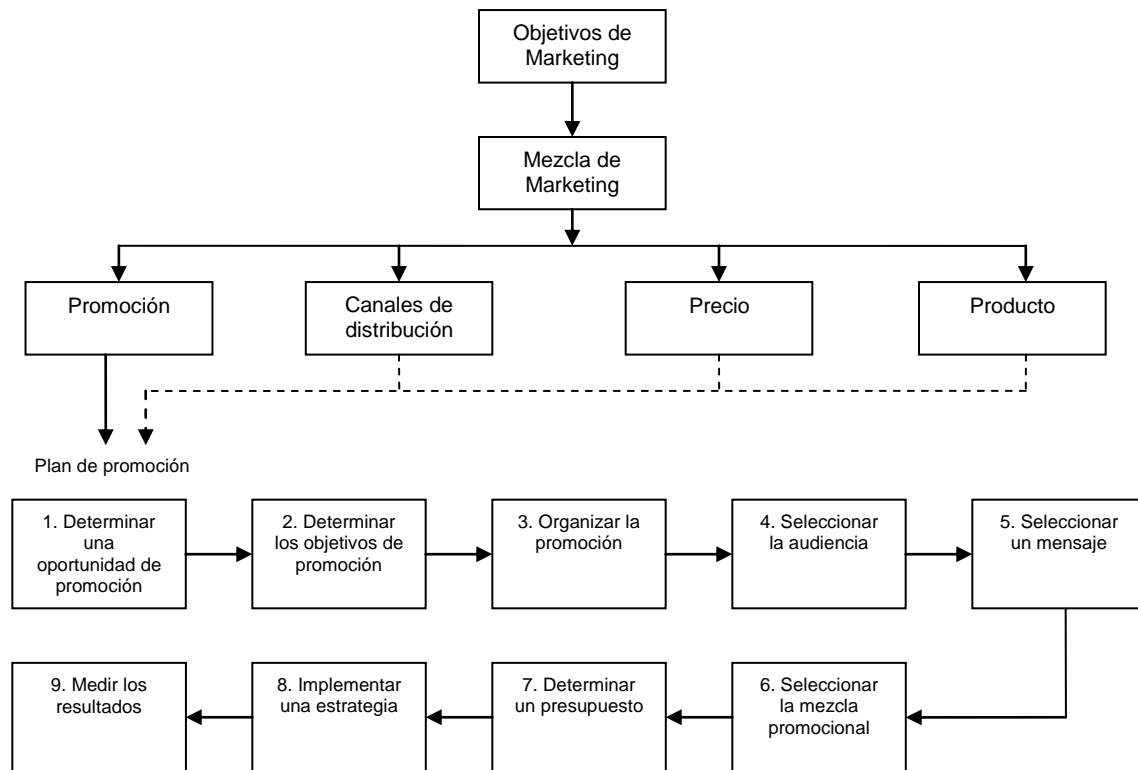 Objetivos de
Marketing
Mezcla de
Marketing
Promoción
Canales de
distribución
Precio
Producto
Plan de promoción
1. Determinar
una
oportunidad de
promoción
2. Determinar
los objetivos de
promoción
3. Organizar la
promoción
4. Seleccionar
la audiencia
5. Seleccionar
un mensaje
6. Seleccionar
la mezcla
promocional
7. Determinar
un presupuesto
8. Implementar
una estrategia
9. Medir los
resultados